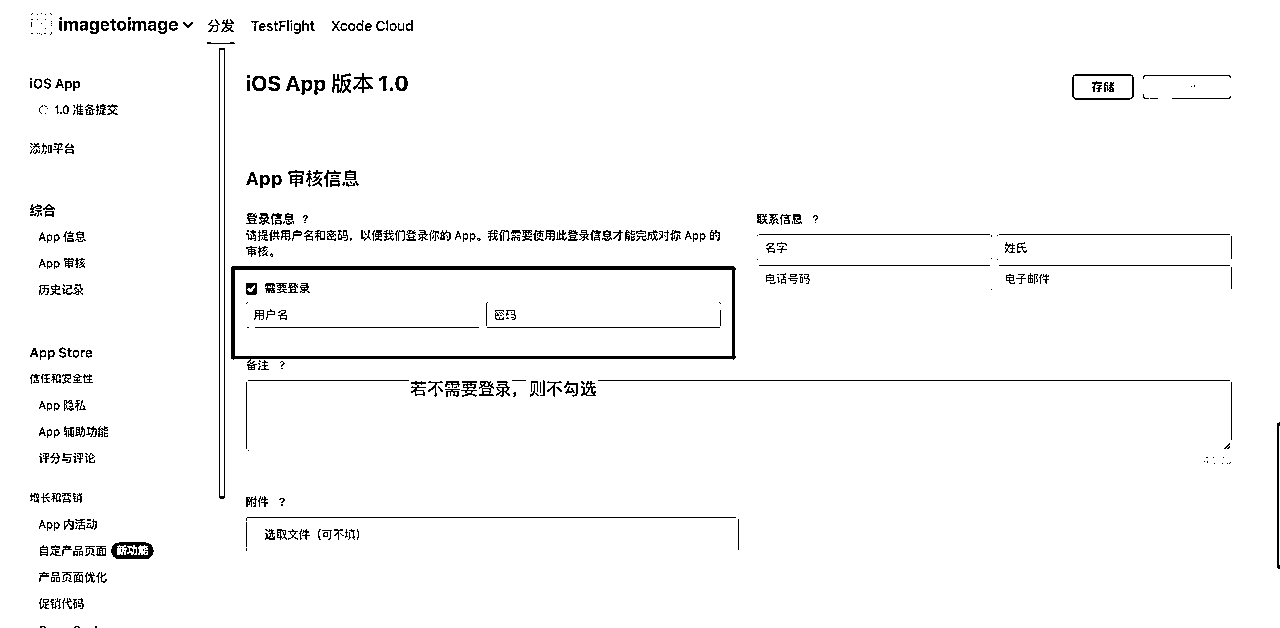 imagetoimage 分发 TestFlight Xcode Cloud
iOS App
1.0 准备提交
添加平台
综合
App 信息
App 审核
历史记录
App Store
信任和安全性
App 隐私
App 辅助功能
评分与评论
增长和营销
App 内活动
自定产品页面 新功能
产品页面优化
促销代码
iOS App 版本 1.0
存储
App 审核信息
登录信息 ?
请提供用户名和密码，以便我们登录你的 App。我们需要使用此登录信息才能完成对你 App 的
审核。
需要登录
用户名 密码
联系信息 ?
名字 姓氏
电话号码 电子邮件
备注 ?
若不需要登录，则不勾选
附件 ?
选取文件（可不填）